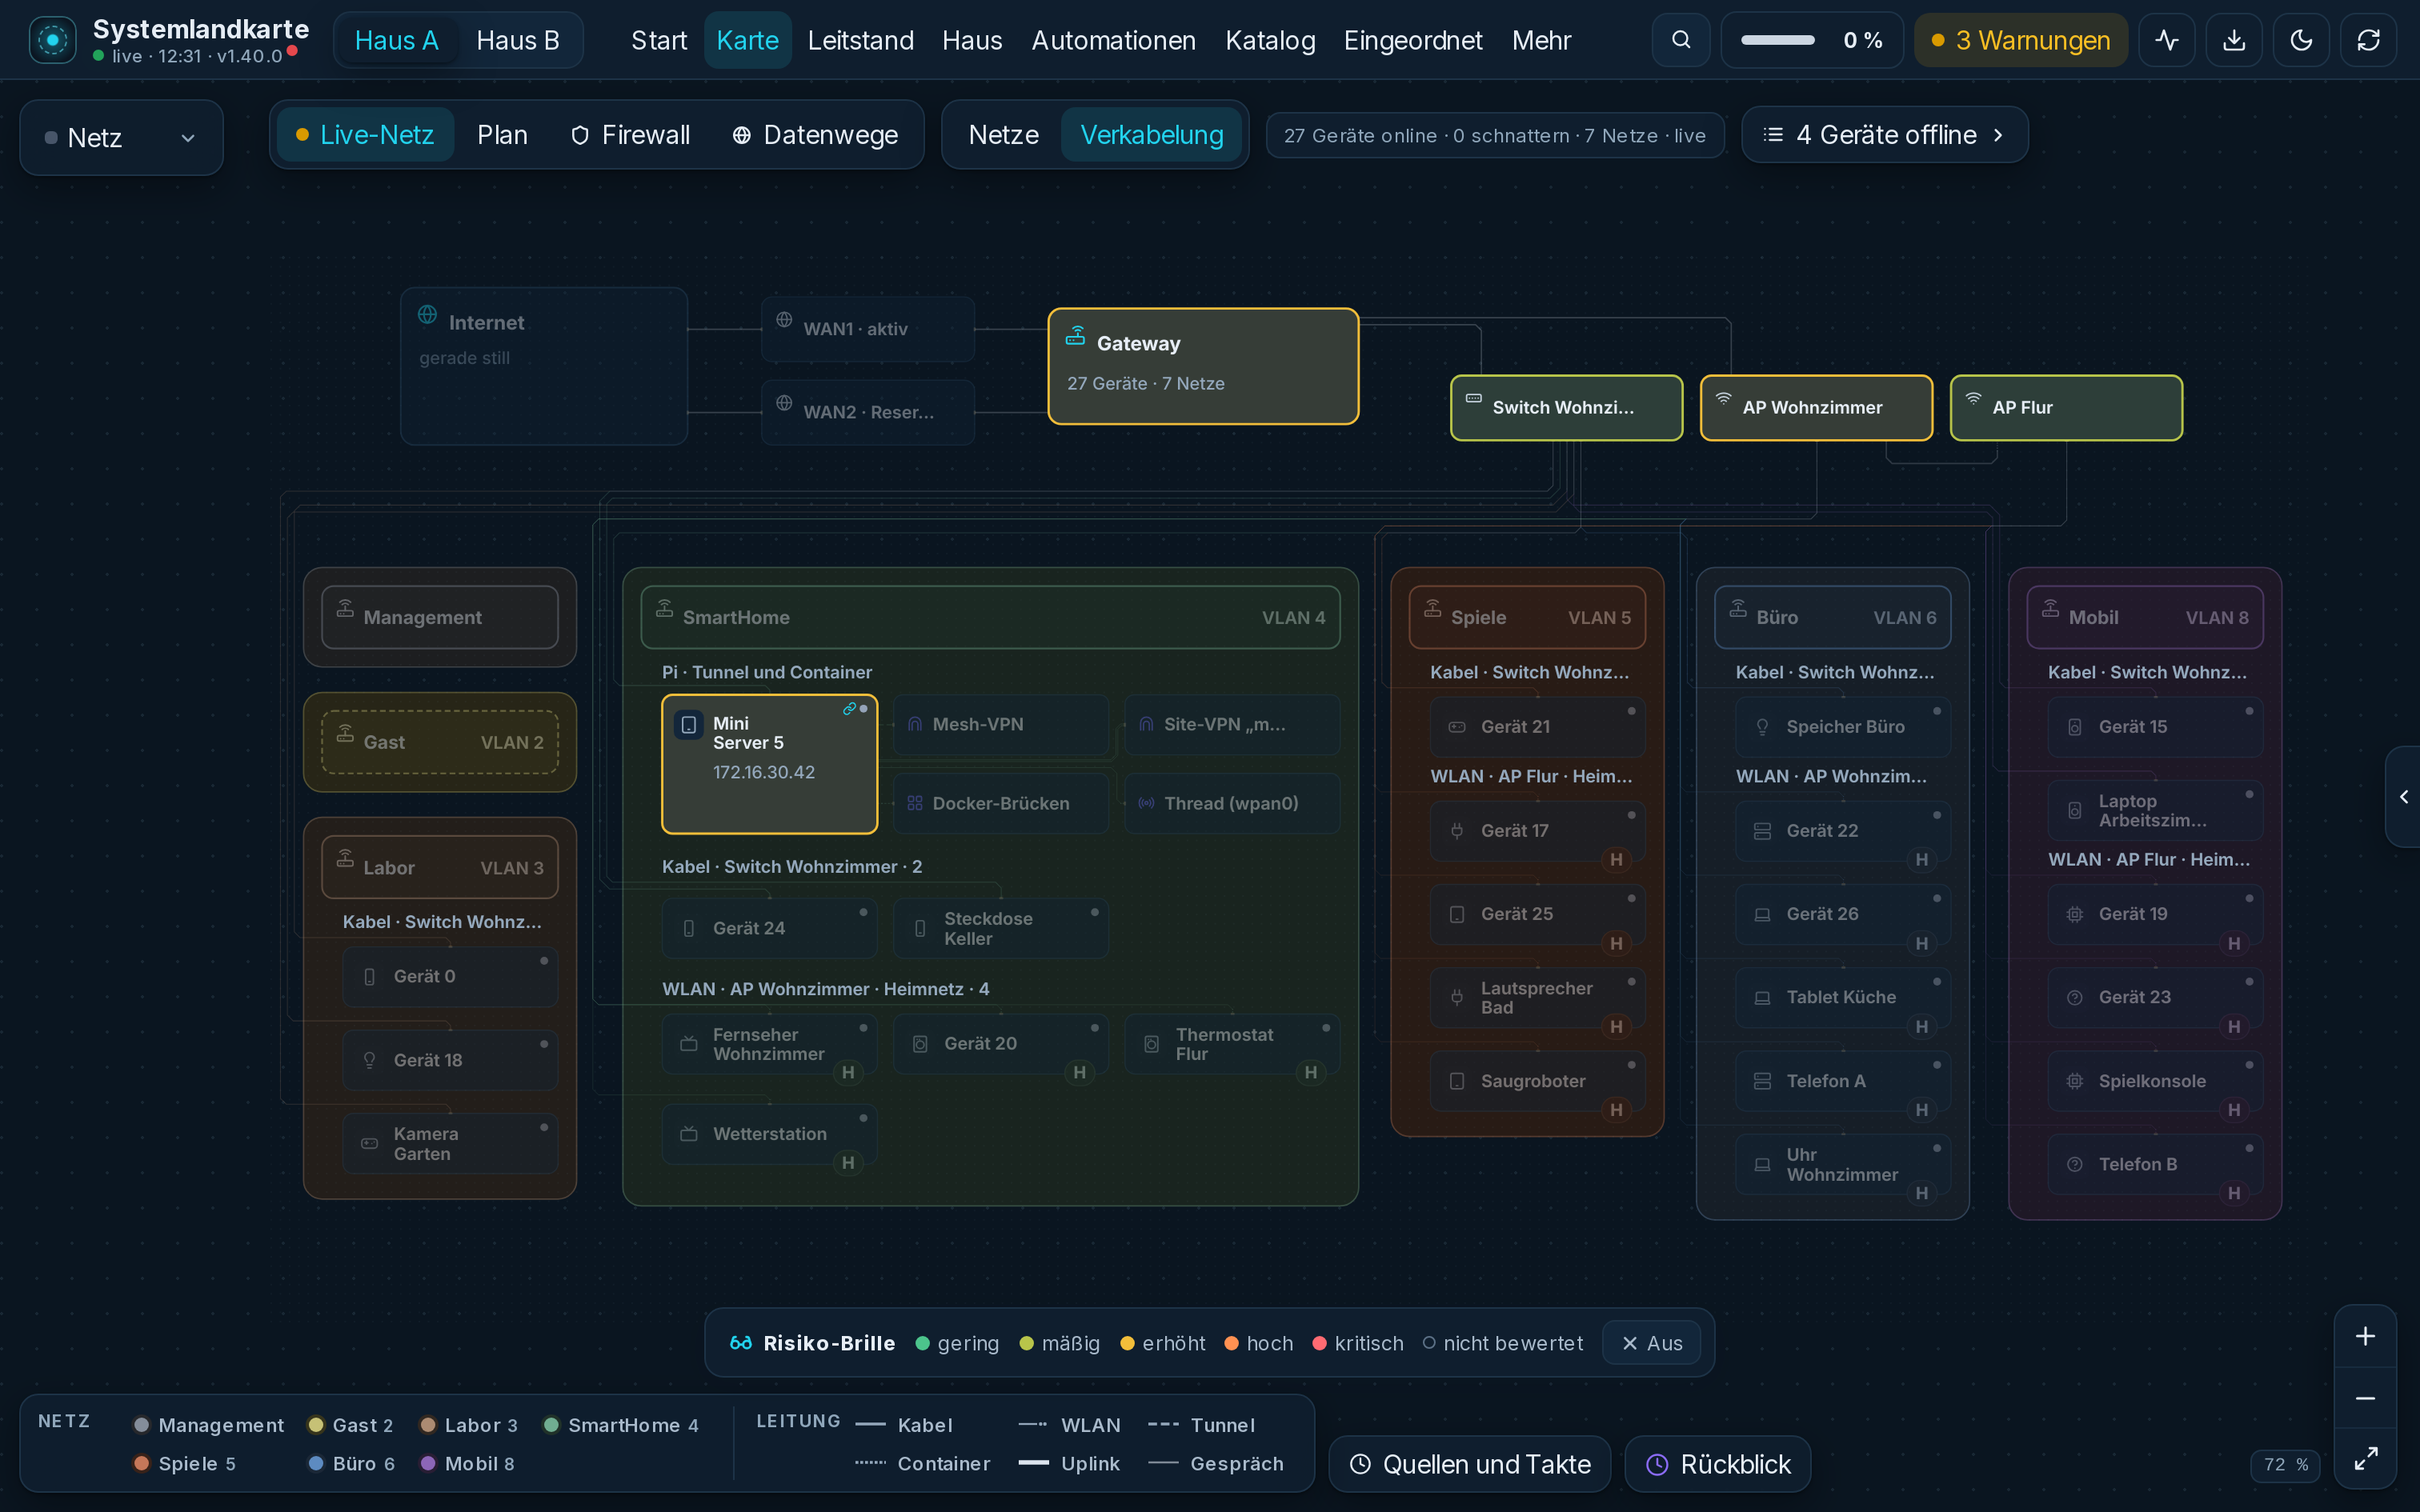 Systemlandkarte
live · 12:31 · v1.40.0
Haus A
Haus B
Start
Karte
Leitstand
Haus
Automationen
Katalog
Eingeordnet
Mehr
0 %
3 Warnungen
Netz
Live-Netz
Plan
Firewall
Datenwege
Netze
Verkabelung
27 Geräte online · 0 schnattern · 7 Netze · live
4 Geräte offline
Internet
gerade still
WAN1 · aktiv
WAN2 · Reser…
Gateway
27 Geräte · 7 Netze
Switch Wohnzi…
AP Wohnzimmer
AP Flur
Management
Gast
VLAN 2
Labor
VLAN 3
Kabel · Switch Wohnz…
Gerät 0
Gerät 18
Kamera
Garten
SmartHome
VLAN 4
Pi · Tunnel und Container
Mini
Server 5
172.16.30.42
Mesh-VPN
Site-VPN „m…
Docker-Brücken
Thread (wpan0)
Kabel · Switch Wohnzimmer · 2
Gerät 24
Steckdose
Keller
WLAN · AP Wohnzimmer · Heimnetz · 4
Fernseher
Wohnzimmer
H
Gerät 20
H
Thermostat
Flur
H
Wetterstation
H
Spiele
VLAN 5
Kabel · Switch Wohnz…
Gerät 21
WLAN · AP Flur · Heim…
Gerät 17
H
Gerät 25
H
Lautsprecher
Bad
H
Saugroboter
H
Büro
VLAN 6
Kabel · Switch Wohnz…
Speicher Büro
WLAN · AP Wohnzim…
Gerät 22
H
Gerät 26
H
Tablet Küche
H
Telefon A
H
Uhr
Wohnzimmer
H
Mobil
VLAN 8
Kabel · Switch Wohnz…
Gerät 15
Laptop
Arbeitszim…
WLAN · AP Flur · Heim…
Gerät 19
H
Gerät 23
H
Spielkonsole
H
Telefon B
H
Risiko-Brille
gering
mäßig
erhöht
hoch
kritisch
nicht bewertet
Aus
NETZ
Management
Gast 2
Labor 3
SmartHome 4
Spiele 5
Büro 6
Mobil 8
LEITUNG
Kabel
WLAN
Tunnel
Container
Uplink
Gespräch
Quellen und Takte
Rückblick
72 %